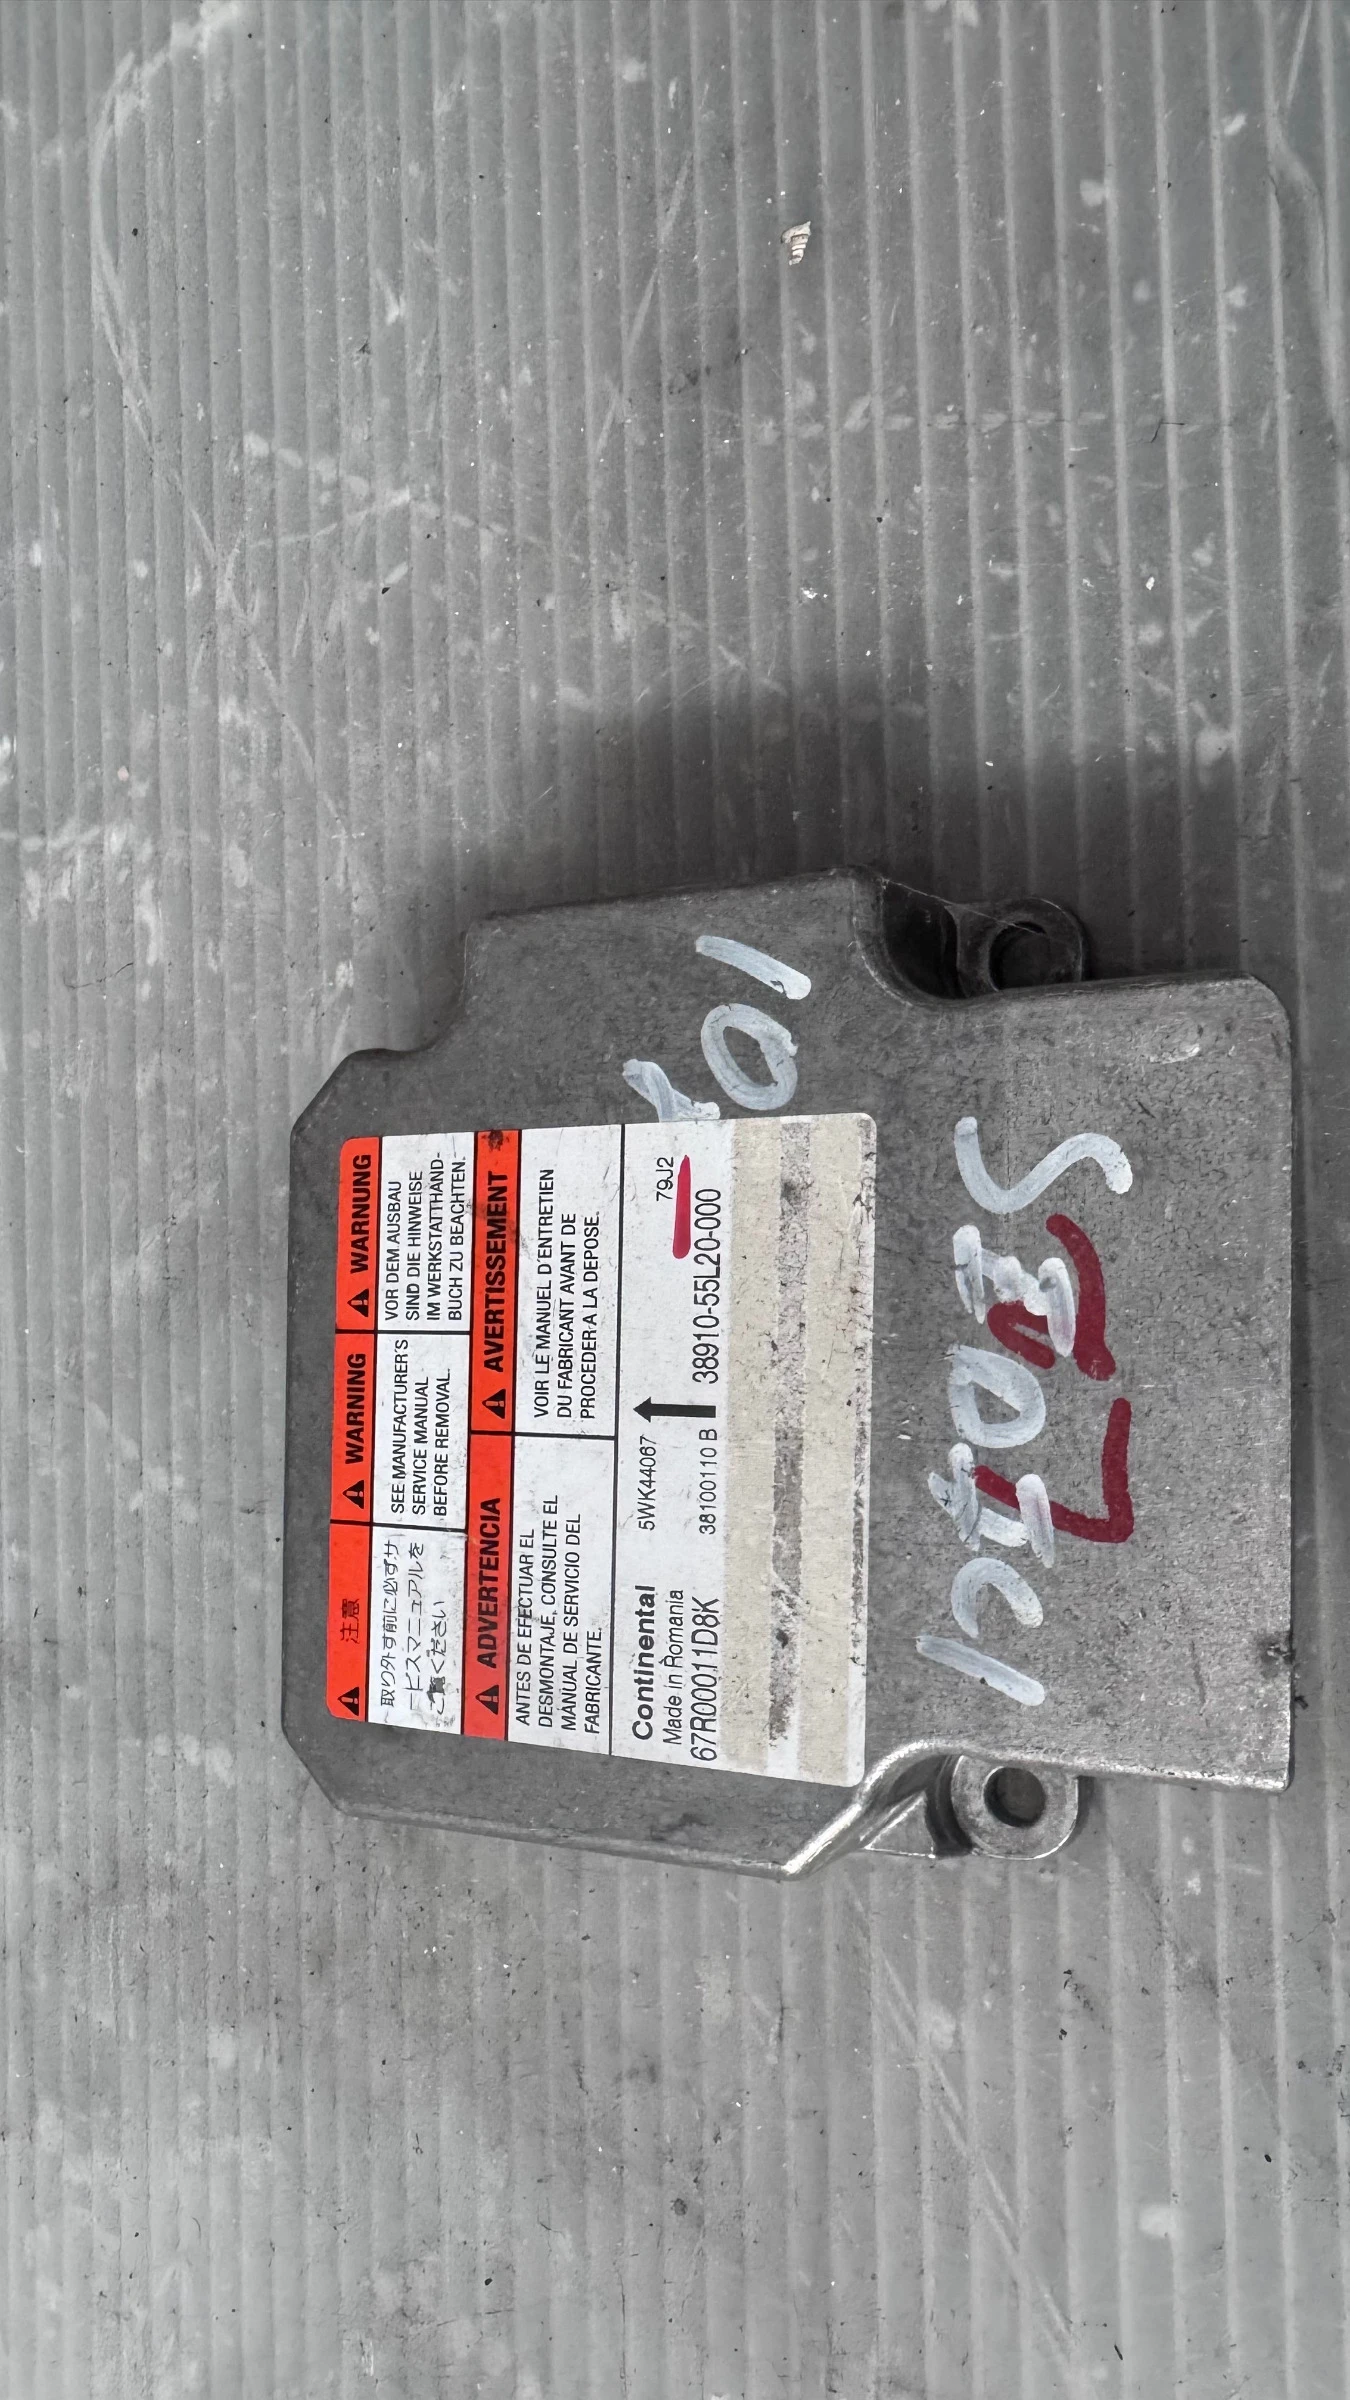 注意
取り外す前に必ずサ
ービスマニュアルを
ご覧ください
WARNING
SEE MANUFACTURER'S
SERVICE MANUAL
BEFORE REMOVAL.
WARNUNG
VOR DEM AUSBAU
SIND DIE HINWEISE
IM WERKSTATTHAND-
BUCH ZU BEACHTEN.
ADVERTENCIA
ANTES DE EFECTUAR EL
DESMONTAJE, CONSULTE EL
MANUAL DE SERVICIO DEL
FABRICANTE.
AVERTISSEMENT
VOIR LE MANUEL D'ENTRETIEN
DU FABRICANT AVANT DE
PROCEDER A LA DEPOSE.
Continental 5WK44067
Made in Romania 79J2
67R00011D8K 38100110 B 38910-55L20-000